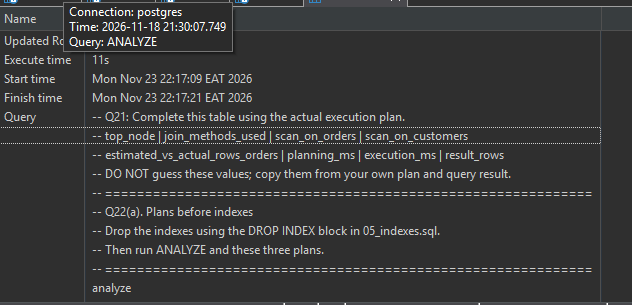 Name
Connection: postgres
Time: 2026-11-18 21:30:07.749
Query: ANALYZE
Updated Ro
Execute time 11s
Start time Mon Nov 23 22:17:09 EAT 2026
Finish time Mon Nov 23 22:17:21 EAT 2026
Query -- Q21: Complete this table using the actual execution plan.
-- top_node | join_methods_used | scan_on_orders | scan_on_customers
-- estimated_vs_actual_rows_orders | planning_ms | execution_ms | result_rows
-- DO NOT guess these values; copy them from your own plan and query result.
-- ============================================================
-- Q22(a). Plans before indexes
-- Drop the indexes using the DROP INDEX block in 05_indexes.sql.
-- Then run ANALYZE and these three plans.
-- ============================================================
analyze